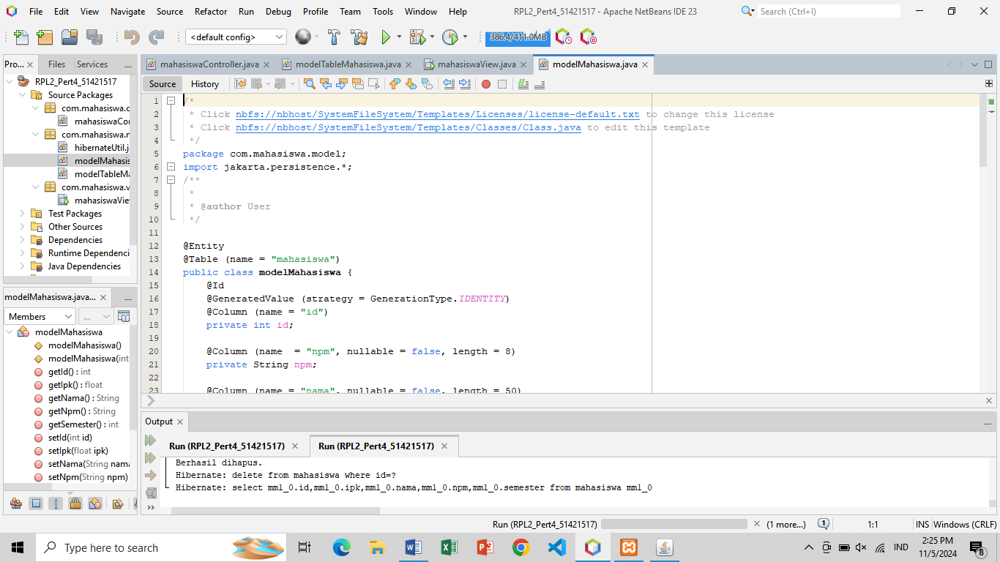 File Edit View Navigate Source Refactor Run Debug Profile Team Tools Window Help
RPL2_Pert4_51421517 - Apache NetBeans IDE 23
Search (Ctrl+I)
<default config>
386.4/411.0MB
Pro...
Files
Services
RPL2_Pert4_51421517
Source Packages
com.mahasiswa.c
mahasiswaCor
com.mahasiswa.r
hibernateUtil.j
modelMahasis
modelTableMa
com.mahasiswa.v
mahasiswaVie
Test Packages
Other Sources
Dependencies
Runtime Dependenci
Java Dependencies
modelMahasiswa.java...
Members
...
modelMahasiswa
modelMahasiswa()
modelMahasiswa(int
getId() : int
getIpk() : float
getNama() : String
getNpm() : String
getSemester() : int
setId(int id)
setIpk(float ipk)
setNama(String nama
setNpm(String npm)
mahasiswaController.java
modelTableMahasiswa.java
mahasiswaView.java
modelMahasiswa.java
Source
History
1 /*
2 * Click nbfs://nbhost/SystemFileSystem/Templates/Licenses/license-default.txt to change this license
3 * Click nbfs://nbhost/SystemFileSystem/Templates/Classes/Class.java to edit this template
4 */
5 package com.mahasiswa.model;
6 import jakarta.persistence.*;
7 /**
8 *
9 * @author User
10 */
11
12 @Entity
13 @Table (name = "mahasiswa")
14 public class modelMahasiswa {
15 @Id
16 @GeneratedValue (strategy = GenerationType.IDENTITY)
17 @Column (name = "id")
18 private int id;
19
20 @Column (name  = "npm", nullable = false, length = 8)
21 private String npm;
22
23 @Column (name = "nama", nullable = false, length = 50)
Output
Run (RPL2_Pert4_51421517)
Run (RPL2_Pert4_51421517)
Berhasil dihapus.
Hibernate: delete from mahasiswa where id=?
Hibernate: select mml_0.id,mml_0.ipk,mml_0.nama,mml_0.npm,mml_0.semester from mahasiswa mml_0
Run (RPL2_Pert4_51421517)
(1 more...)
1
1:1
INS
Windows (CRLF)
Type here to search
IND
2:25 PM
11/5/2024
8